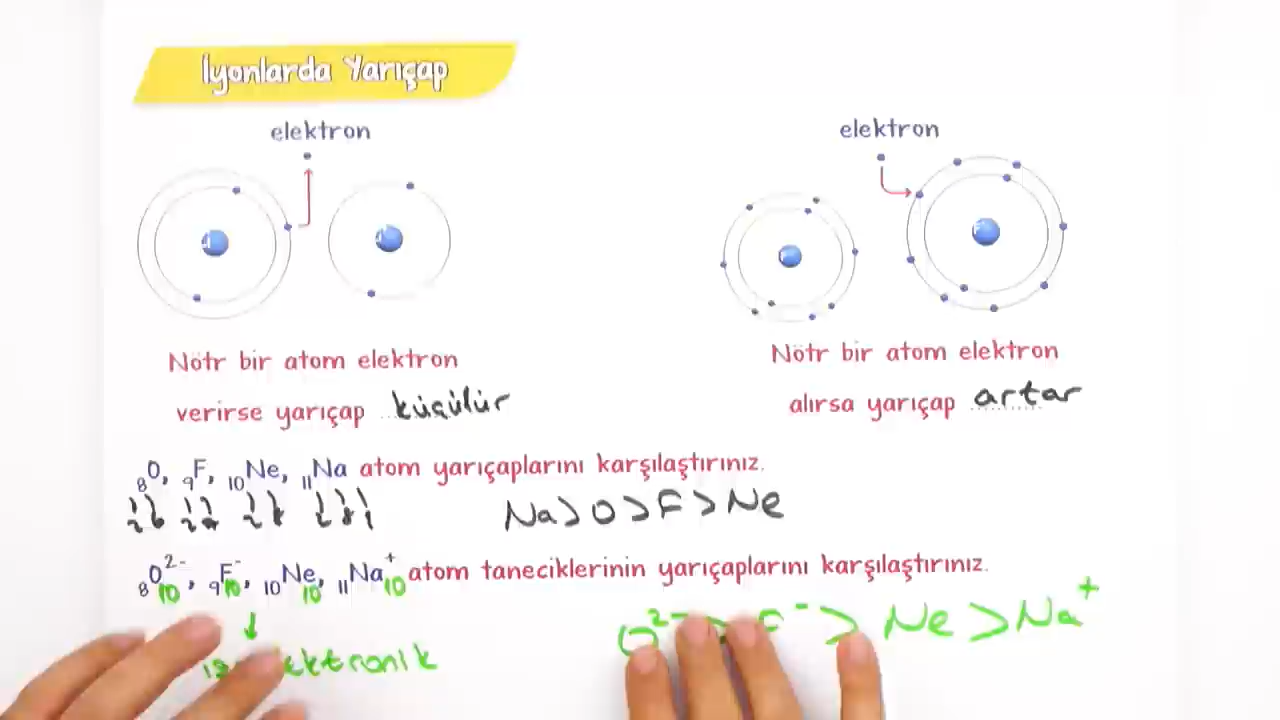 İyonlarda Yarıçap
elektron
elektron
Nötr bir atom elektron
verirse yarıçap küçülür
Nötr bir atom elektron
alırsa yarıçap artar
₈O, ₉F, ₁₀Ne, ₁₁Na atom yarıçaplarını karşılaştırınız.
Na > O > F > Ne
₈O²⁻, ₉F⁻, ₁₀Ne, ₁₁Na⁺ atom taneciklerinin yarıçaplarını karşılaştırınız.
10 10 10 10
Ne > Na⁺